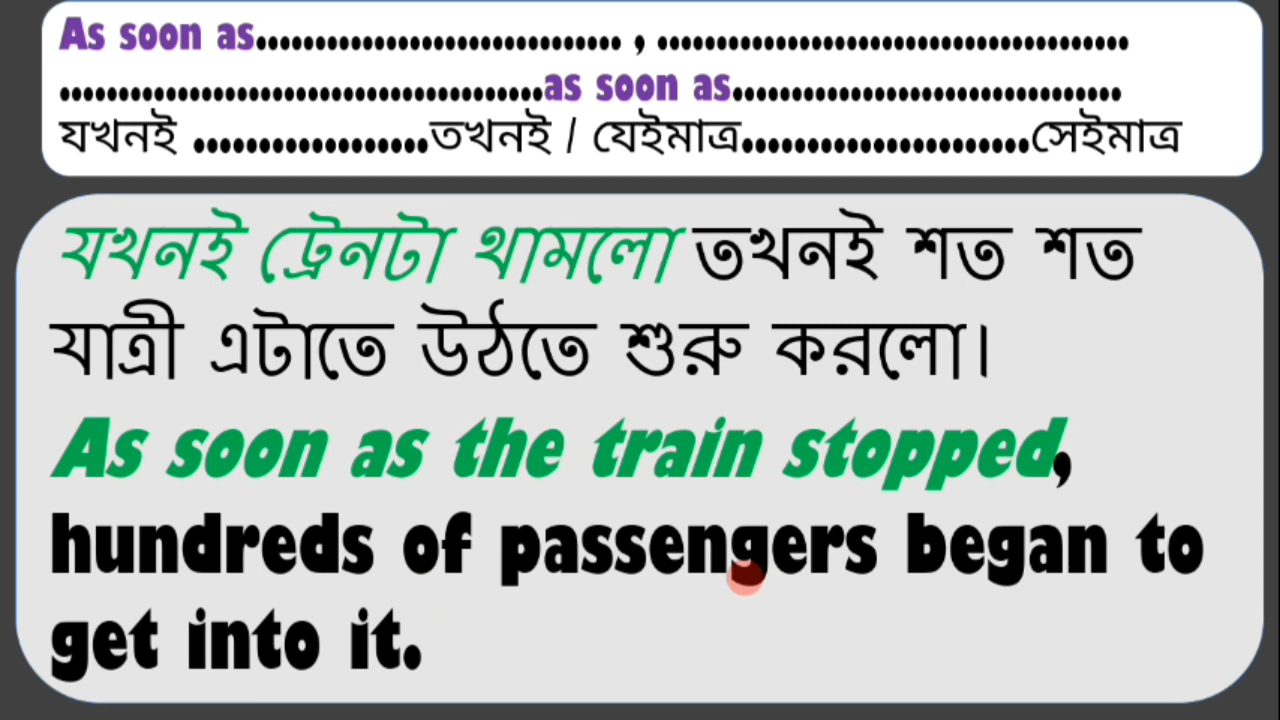 As soon as............................... , ........................................
.........................................as soon as.................................
যখনই ..................তখনই / যেইমাত্র......................সেইমাত্র
যখনই ট্রেনটা থামলো তখনই শত শত
যাত্রী এটাতে উঠতে শুরু করলো।
As soon as the train stopped,
hundreds of passengers began to
get into it.